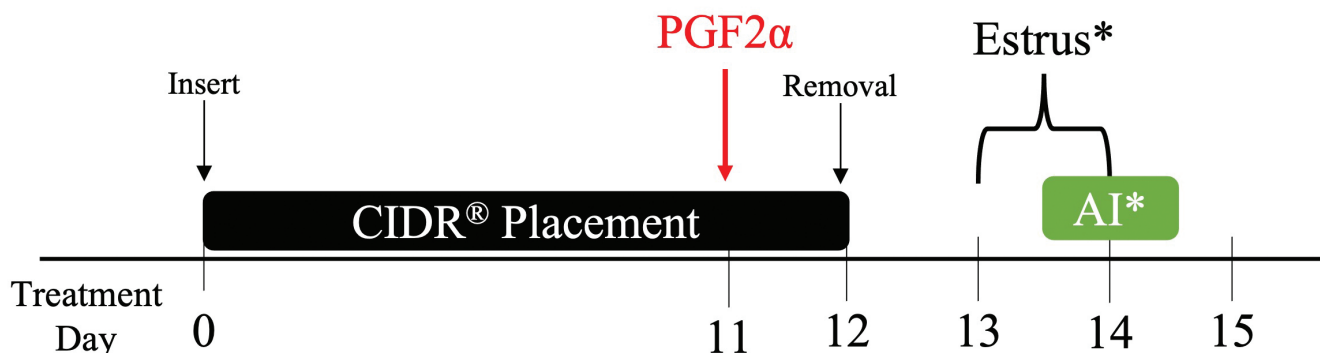 PGF2α
Estrus*
Insert
Removal
CIDR® Placement
AI*
Treatment
Day
0
11
12
13
14
15